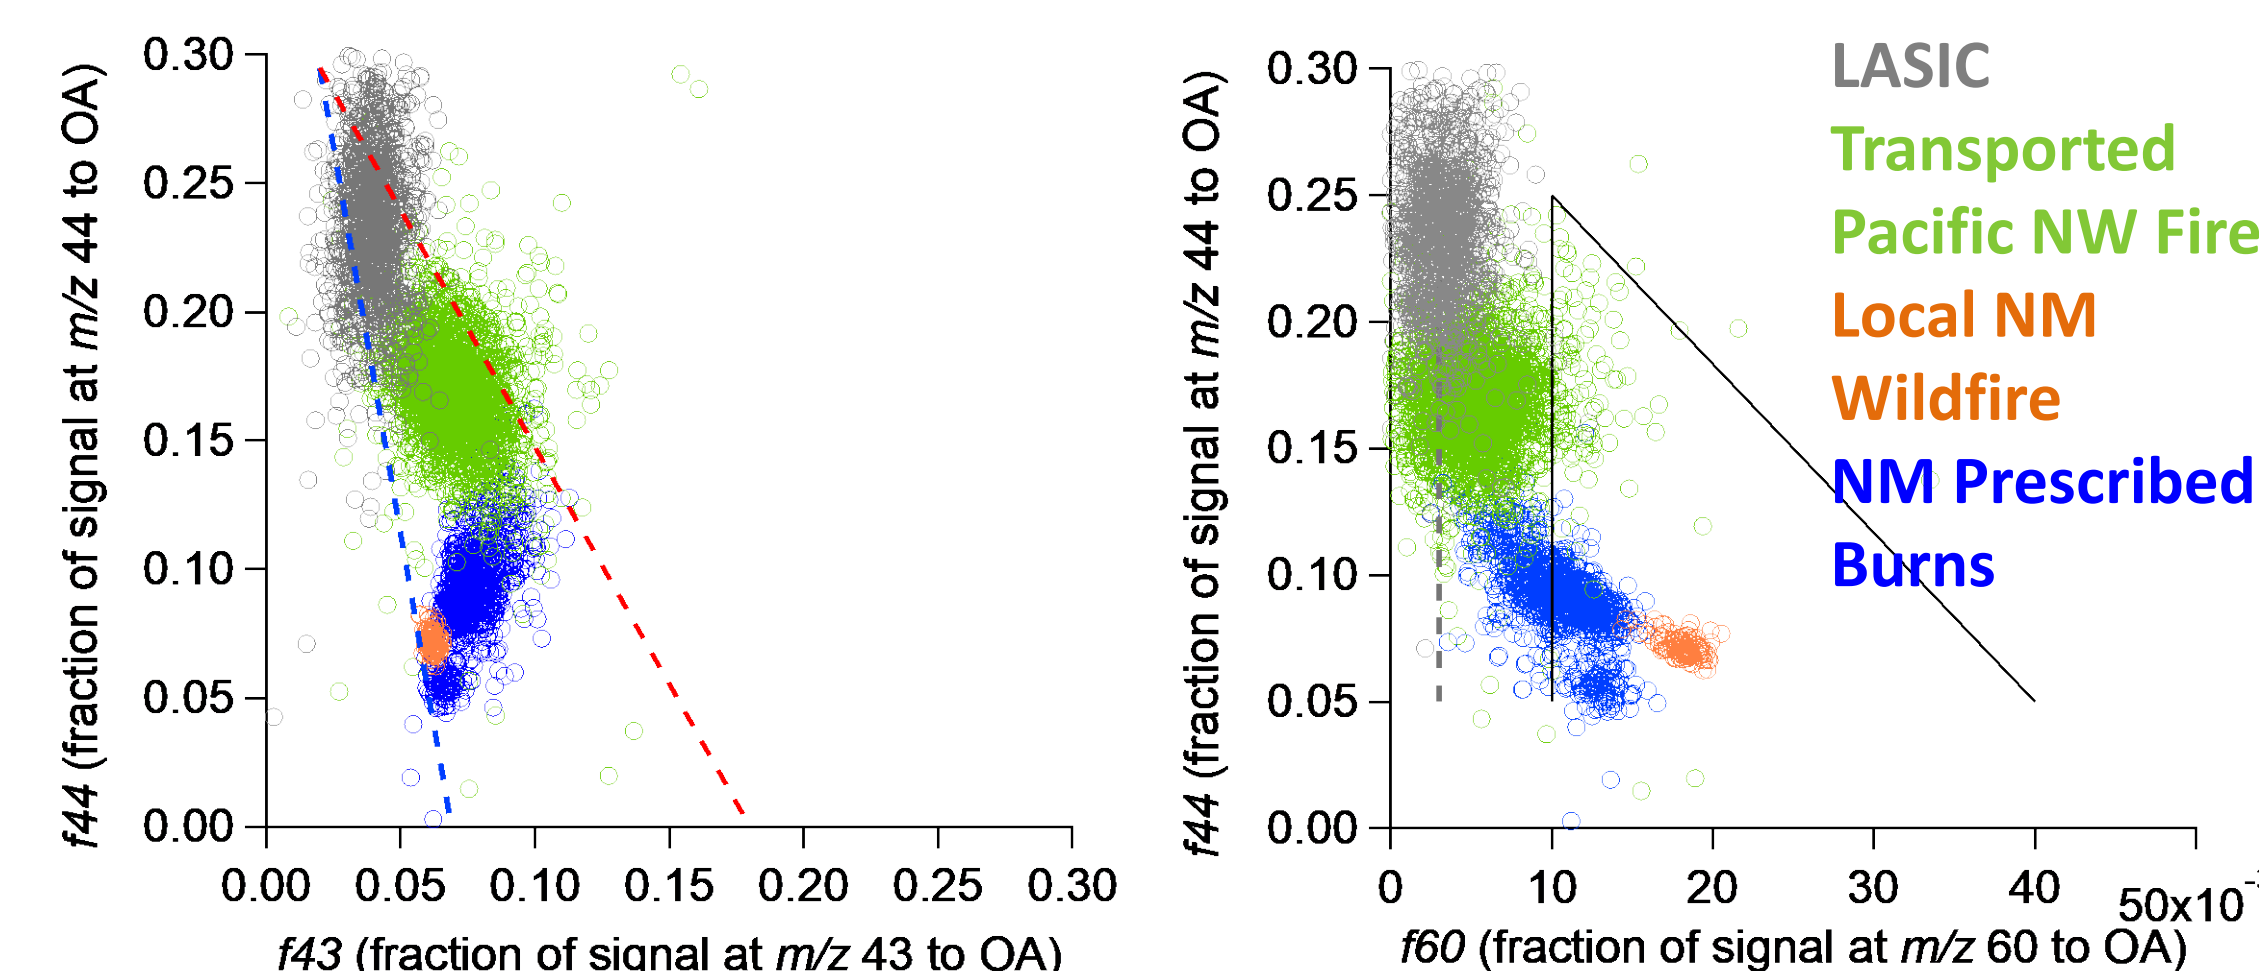 0.30
0.25
0.20
0.15
0.10
0.05
0.00
f44 (fraction of signal at m/z 44 to OA)
0.00 0.05 0.10 0.15 0.20 0.25 0.30
f43 (fraction of signal at m/z 43 to OA)
0.30
0.25
0.20
0.15
0.10
0.05
0.00
f44 (fraction of signal at m/z 44 to OA)
0 10 20 30 40 50x10
f60 (fraction of signal at m/z 60 to OA)
LASIC
Transported
Pacific NW Fire
Local NM
Wildfire
NM Prescribed
Burns